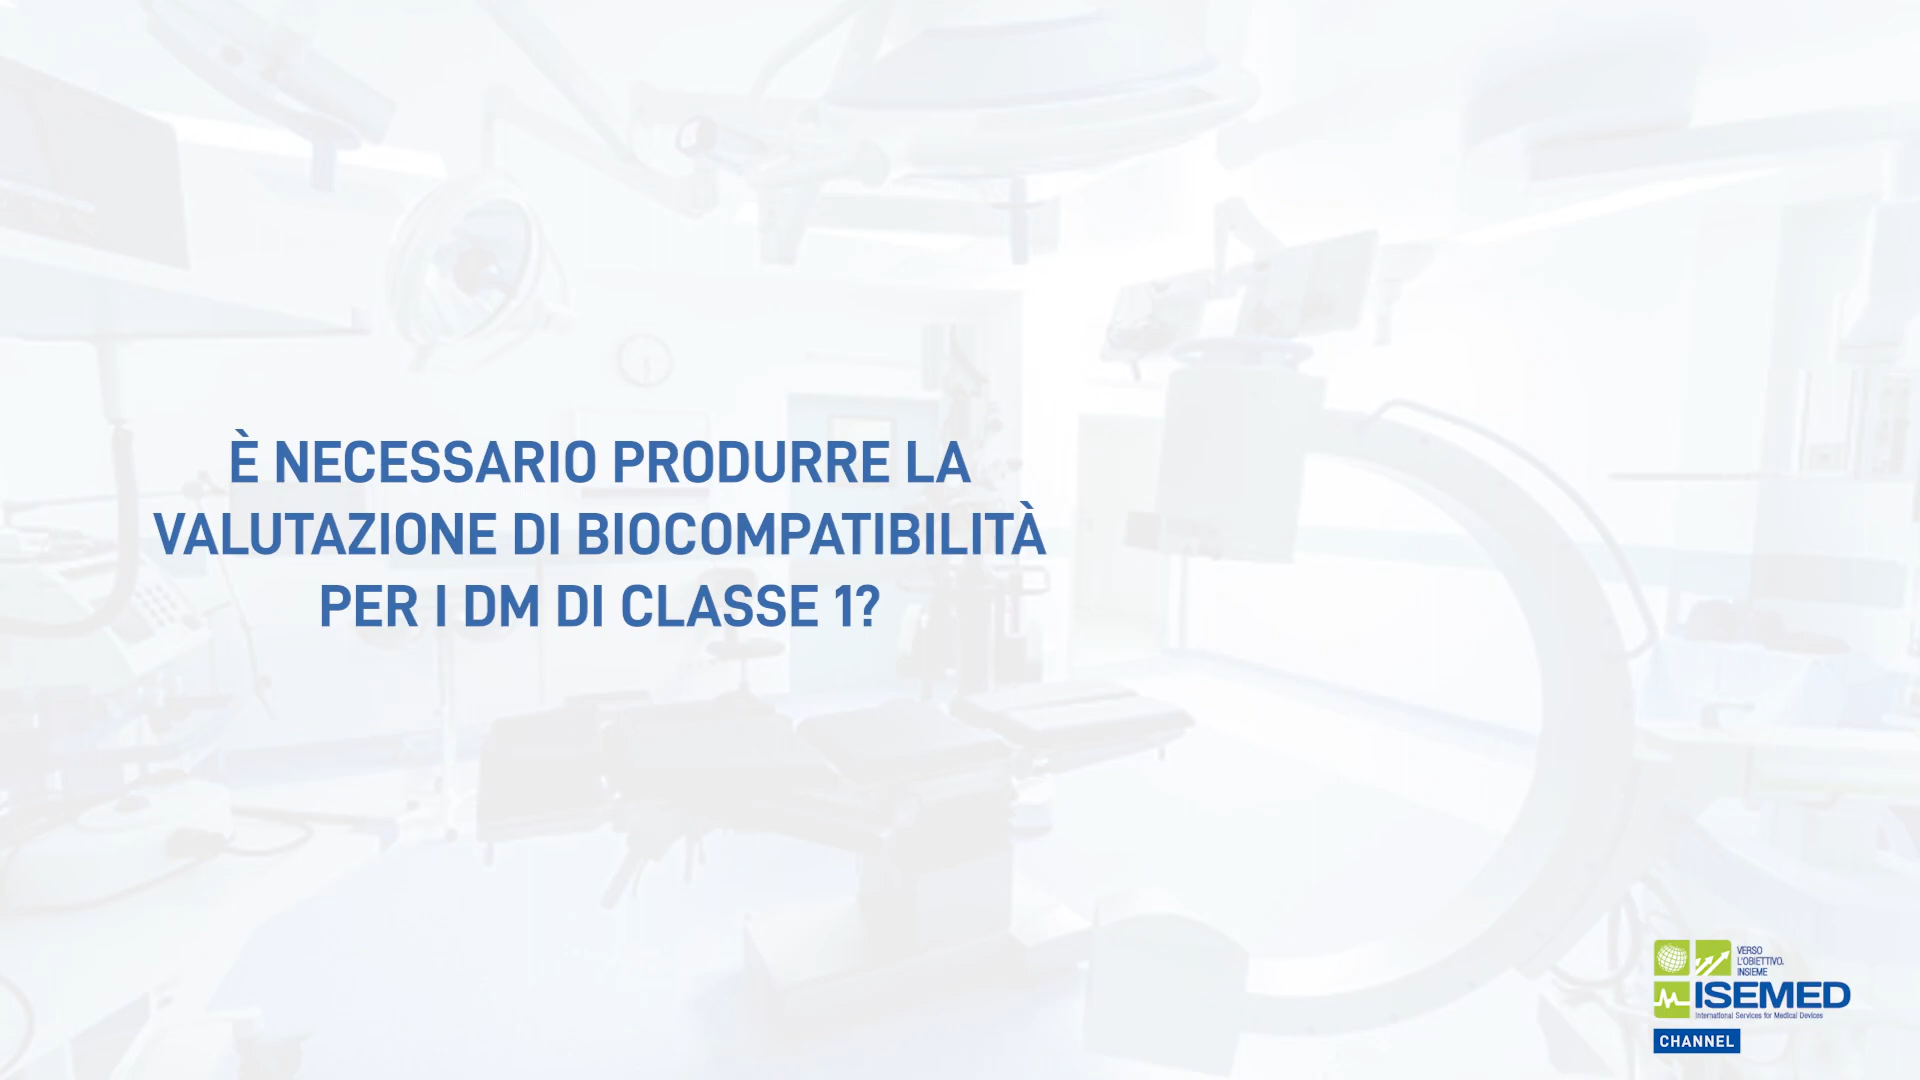 È NECESSARIO PRODURRE LA
VALUTAZIONE DI BIOCOMPATIBILITÀ
PER I DM DI CLASSE 1?
VERSO
L'OBIETTIVO.
INSIEME
ISEMED
International Services for Medical Devices
CHANNEL